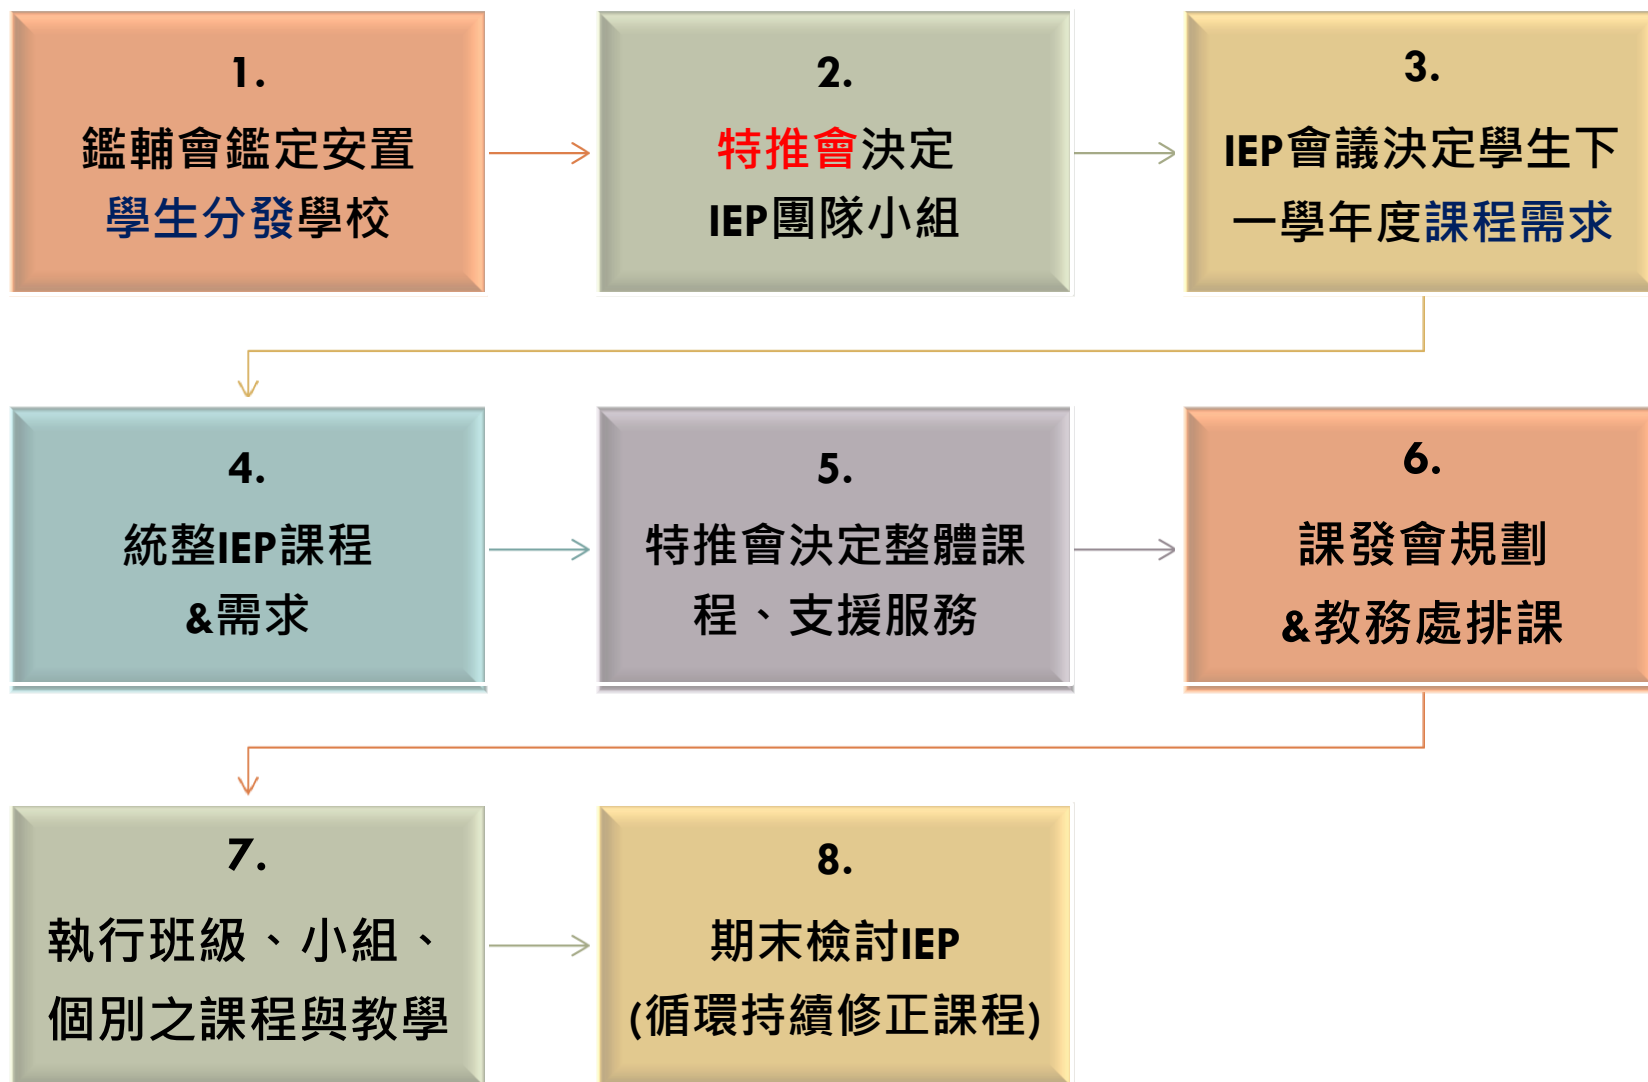 1.
鑑輔會鑑定安置
學生分發學校
2.
特推會決定
IEP團隊小組
3.
IEP會議決定學生下
一學年度課程需求
4.
統整IEP課程
&需求
5.
特推會決定整體課
程、支援服務
6.
課發會規劃
&教務處排課
7.
執行班級、小組、
個別之課程與教學
8.
期末檢討IEP
(循環持續修正課程)